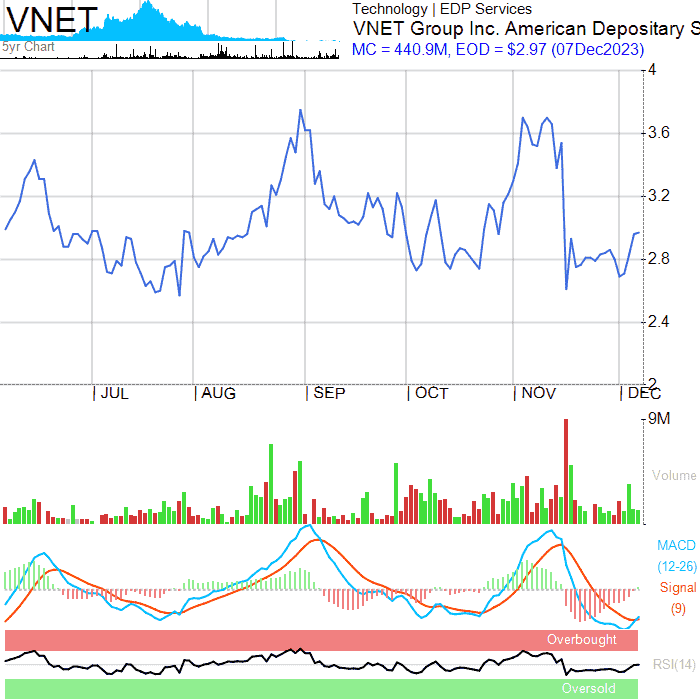 VNET
5yr Chart
Technology | EDP Services
VNET Group Inc. American Depositary S
MC = 440.9M, EOD = $2.97 (07Dec2023)
4
3.6
3.2
2.8
2.4
2
JUL AUG SEP OCT NOV DEC
9M
Volume
MACD
(12-26)
Signal
(9)
Overbought
RSI(14)
Oversold